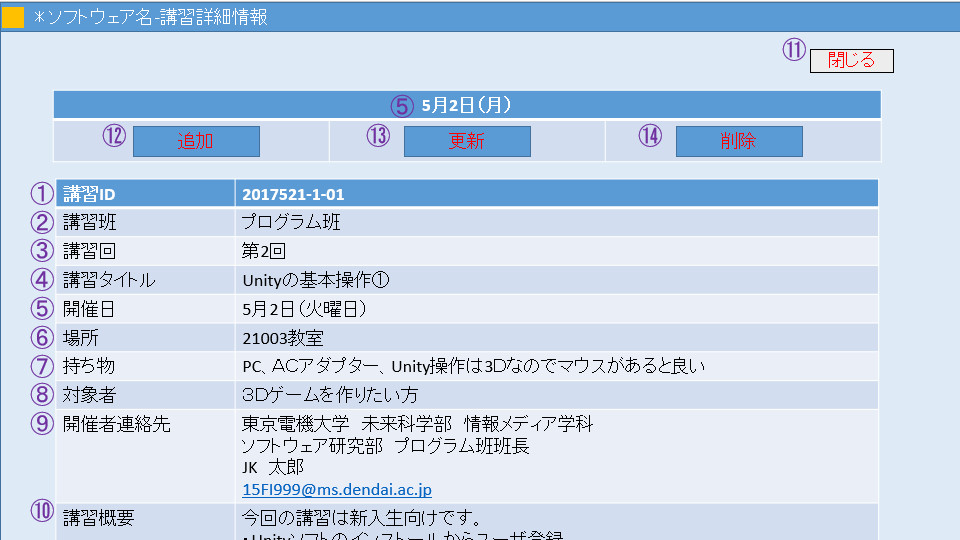 ＊ソフトウェア名-講習詳細情報
⑪ 閉じる
⑤ 5月2日（月）
⑫ 追加 ⑬ 更新 ⑭ 削除
① 講習ID 2017521-1-01
② 講習班 プログラム班
③ 講習回 第2回
④ 講習タイトル Unityの基本操作①
⑤ 開催日 5月2日（火曜日）
⑥ 場所 21003教室
⑦ 持ち物 PC、ACアダプター、Unity操作は3Dなのでマウスがあると良い
⑧ 対象者 3Dゲームを作りたい方
⑨ 開催者連絡先 東京電機大学　未来科学部　情報メディア学科
ソフトウェア研究部　プログラム班班長
JK　太郎
15FI999@ms.dendai.ac.jp
⑩ 講習概要 今回の講習は新入生向けです。
・Unityソフトのインストールからユーザ登録